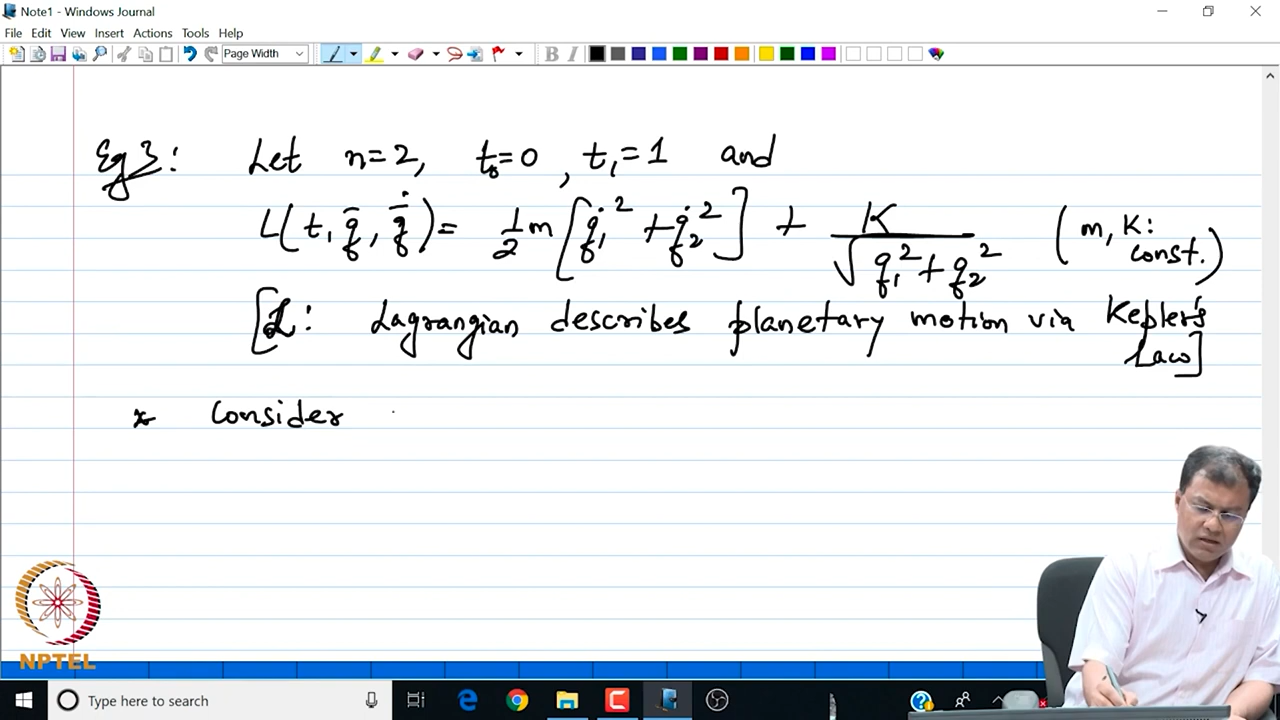 Note1 - Windows Journal
File Edit View Insert Actions Tools Help
Page Width
B I
Eg 3: Let n=2, t₀=0, t₁=1 and
L(t, q̄, q̄̇) = 1/2 m [q̇₁² + q̇₂²] + K/√(q₁² + q₂²) (m, K: const.)
[L: Lagrangian describes planetary motion via Kepler's Law]
* Consider
NPTEL
Type here to search